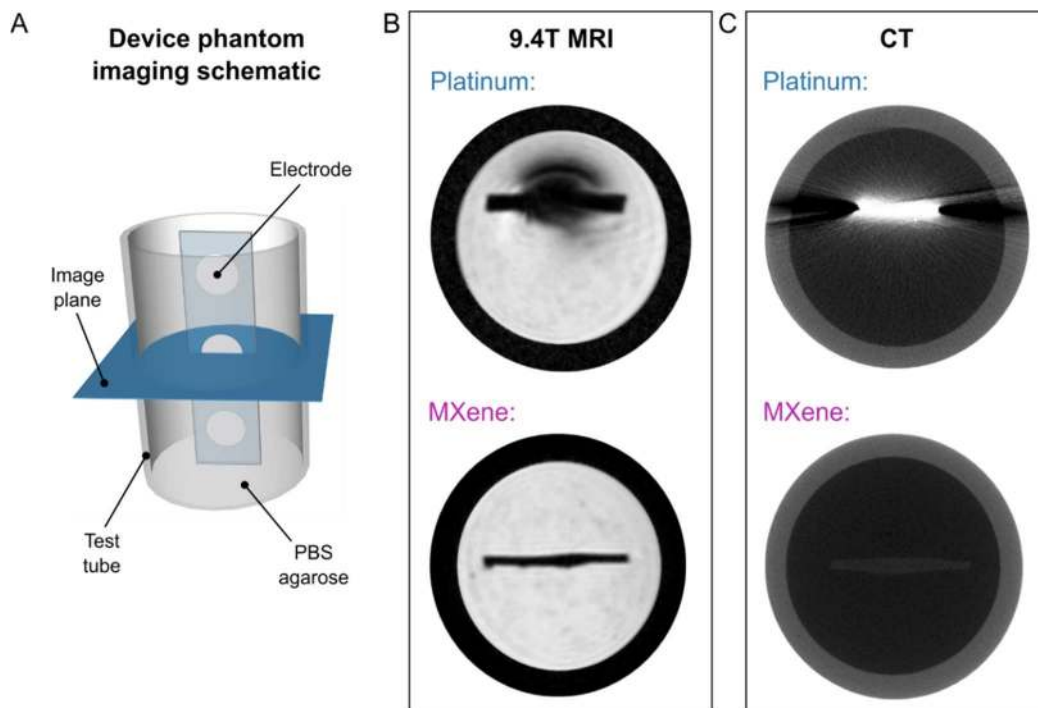 A
Device phantom
imaging schematic
Electrode
Image
plane
Test
tube
PBS
agarose
B
9.4T MRI
Platinum:
MXene:
C
CT
Platinum:
MXene: